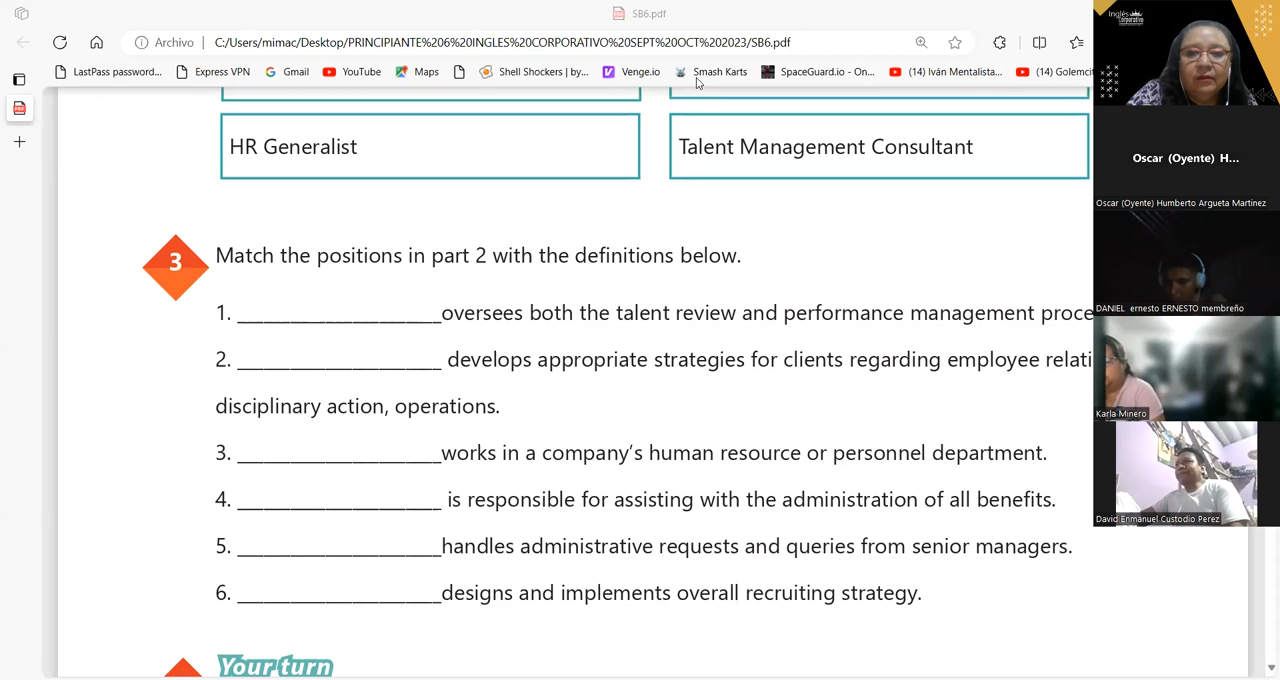 SB6.pdf
Archivo | C:/Users/mimac/Desktop/PRINCIPIANTE%206%20INGLES%20CORPORATIVO%20SEPT%20OCT%202023/SB6.pdf
LastPass password... Express VPN Gmail YouTube Maps Shell Shockers | by... Venge.io Smash Karts SpaceGuard.io - On... (14) Iván Mentalista... (14) Golemcit
HR Generalist
Talent Management Consultant
3
Match the positions in part 2 with the definitions below.
1. ____________________oversees both the talent review and performance management proce
2. ____________________ develops appropriate strategies for clients regarding employee relati
disciplinary action, operations.
3. ____________________works in a company’s human resource or personnel department.
4. ____________________ is responsible for assisting with the administration of all benefits.
5. ____________________handles administrative requests and queries from senior managers.
6. ____________________designs and implements overall recruiting strategy.
Your turn
Inglés
Corporativo
Oscar (Oyente) H...
Oscar (Oyente) Humberto Argueta Martinez
DANIEL ernesto ERNESTO membreño
Karla Minero
David Enmanuel Custodio Perez